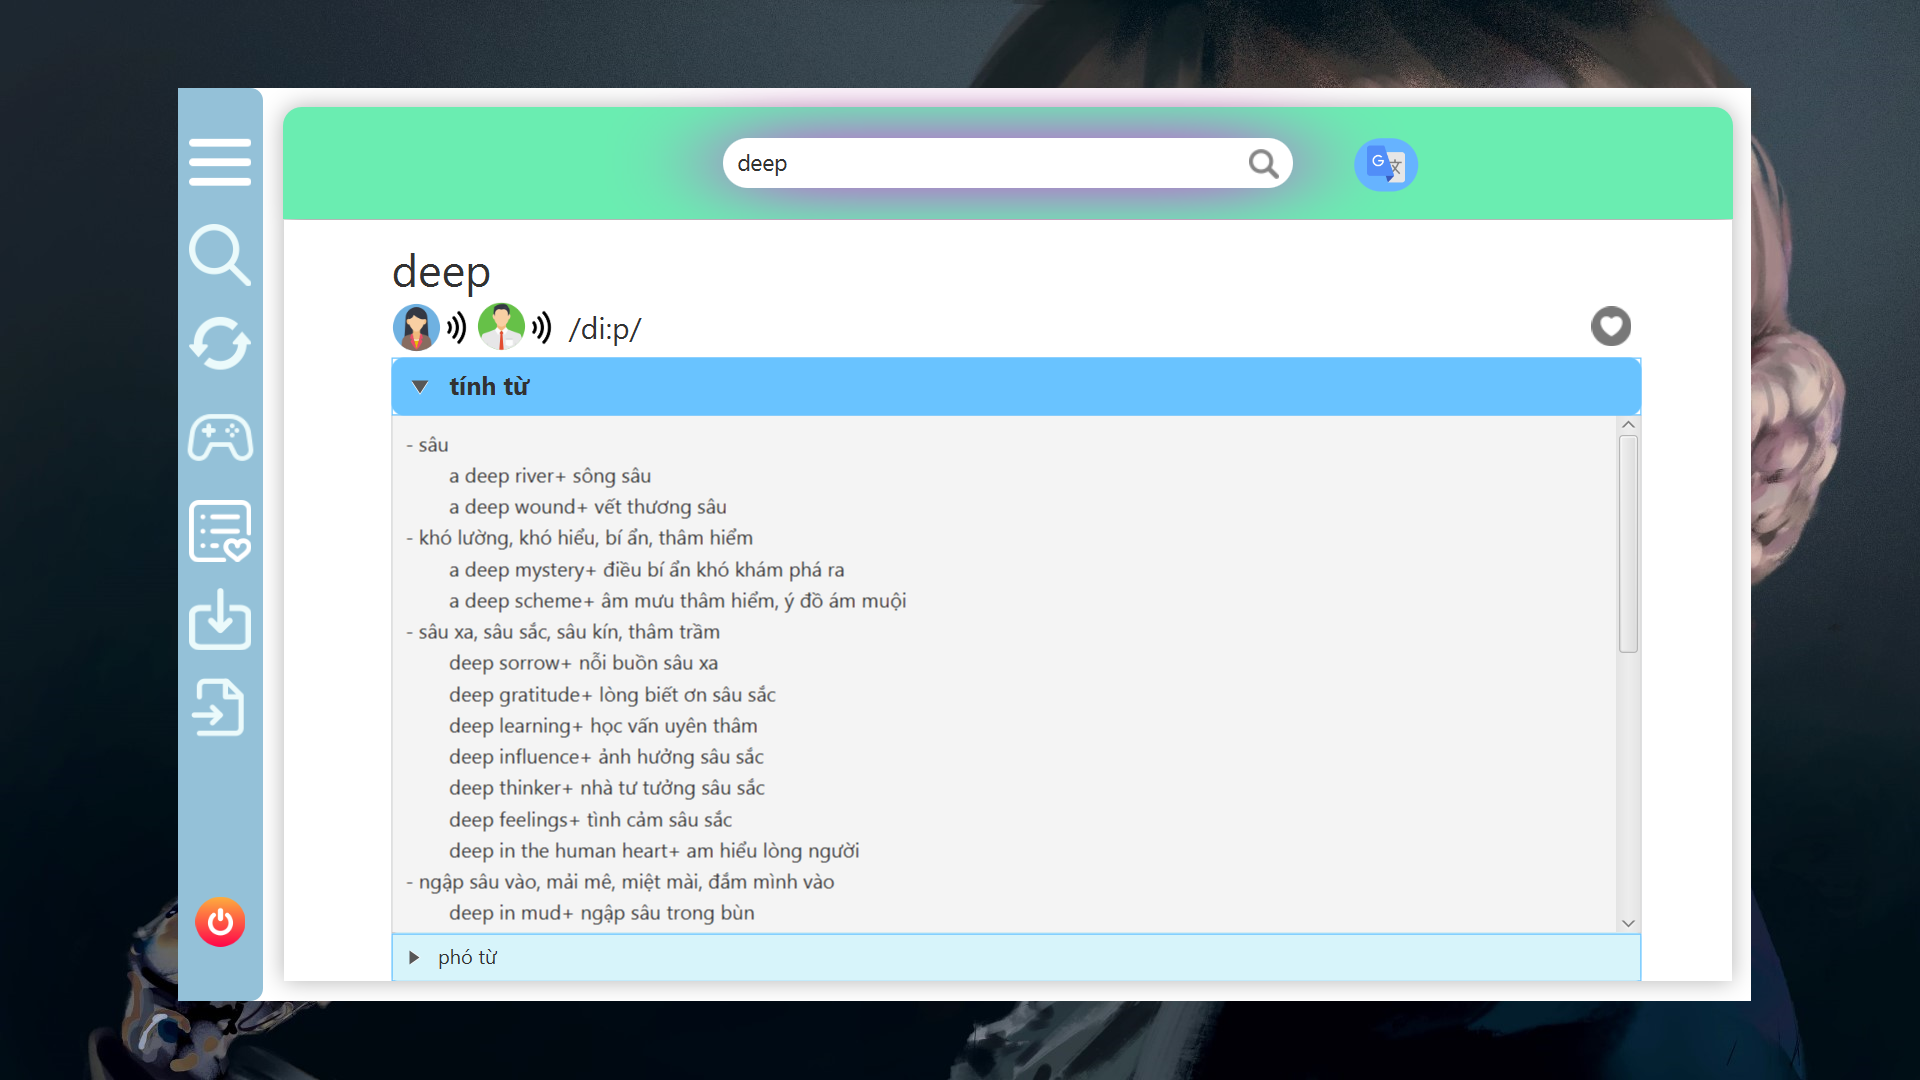 deep
G 文
deep
/di:p/
tính từ
- sâu
a deep river+ sông sâu
a deep wound+ vết thương sâu
- khó lường, khó hiểu, bí ẩn, thâm hiểm
a deep mystery+ điều bí ẩn khó khám phá ra
a deep scheme+ âm mưu thâm hiểm, ý đồ ám muội
- sâu xa, sâu sắc, sâu kín, thâm trầm
deep sorrow+ nỗi buồn sâu xa
deep gratitude+ lòng biết ơn sâu sắc
deep learning+ học vấn uyên thâm
deep influence+ ảnh hưởng sâu sắc
deep thinker+ nhà tư tưởng sâu sắc
deep feelings+ tình cảm sâu sắc
deep in the human heart+ am hiểu lòng người
- ngập sâu vào, mải mê, miệt mài, đắm mình vào
deep in mud+ ngập sâu trong bùn
phó từ